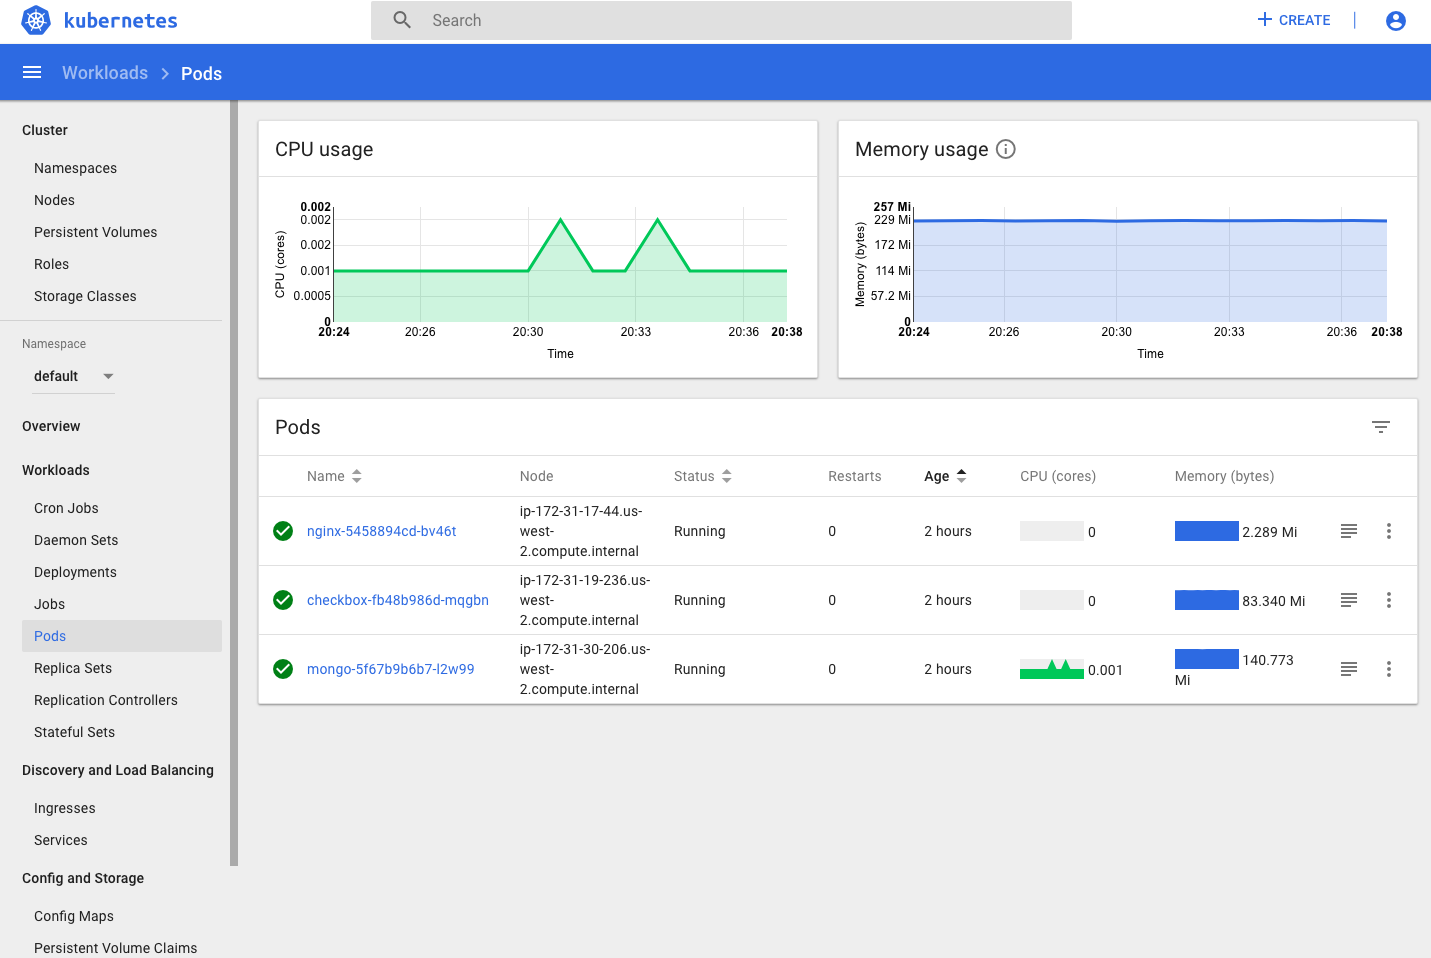 kubernetes
Search
CREATE
Workloads > Pods
Cluster
Namespaces
Nodes
Persistent Volumes
Roles
Storage Classes
Namespace
default
Overview
Workloads
Cron Jobs
Daemon Sets
Deployments
Jobs
Pods
Replica Sets
Replication Controllers
Stateful Sets
Discovery and Load Balancing
Ingresses
Services
Config and Storage
Config Maps
Persistent Volume Claims
CPU usage
CPU (cores)
0.002
0.002
0.002
0.001
0.0005
0
20:24 20:26 20:30 20:33 20:36 20:38
Time
Memory usage
Memory (bytes)
257 Mi
229 Mi
172 Mi
114 Mi
57.2 Mi
0
20:24 20:26 20:30 20:33 20:36 20:38
Time
Pods
Name Node Status Restarts Age CPU (cores) Memory (bytes)
ip-172-31-17-44.us-
nginx-5458894cd-bv46t west- Running 0 2 hours 0 2.289 Mi
2.compute.internal
ip-172-31-19-236.us-
checkbox-fb48b986d-mqgbn west- Running 0 2 hours 0 83.340 Mi
2.compute.internal
ip-172-31-30-206.us-
mongo-5f67b9b6b7-l2w99 west- Running 0 2 hours 0.001 140.773
2.compute.internal Mi